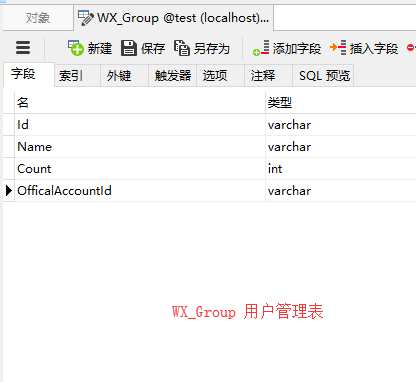 对象 WX_Group @test (localhost)...
新建 保存 另存为 添加字段 插入字段
字段 索引 外键 触发器 选项 注释 SQL 预览
名 类型
Id varchar
Name varchar
Count int
OfficalAccountId varchar
WX_Group 用户管理表